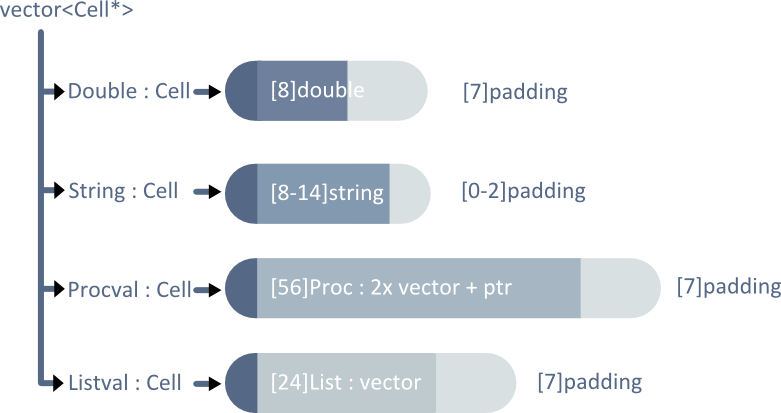 vector<Cell*>
Double : Cell [8]double [7]padding
String : Cell [8-14]string [0-2]padding
Procval : Cell [56]Proc : 2x vector + ptr [7]padding
Listval : Cell [24]List : vector [7]padding